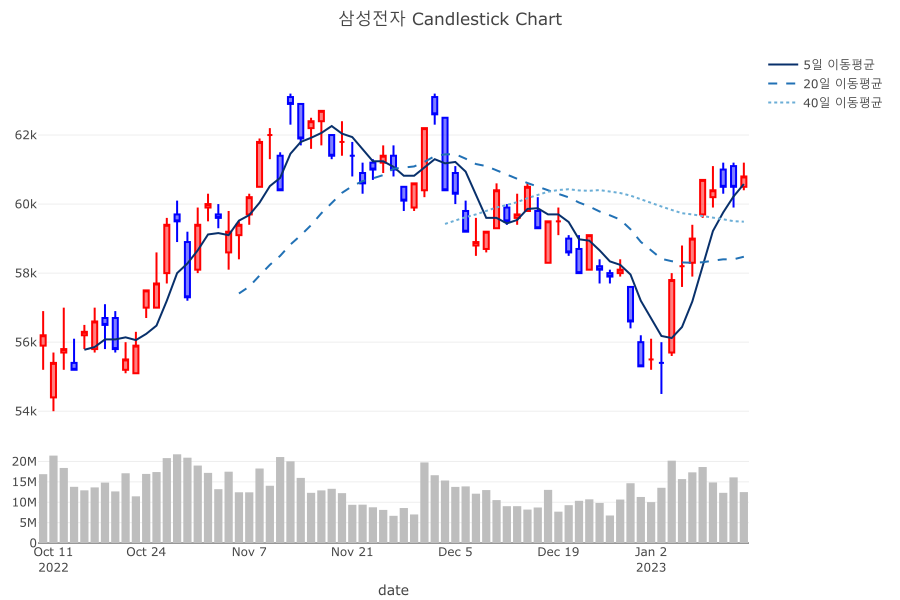 삼성전자 Candlestick Chart
5일 이동평균
20일 이동평균
40일 이동평균
62k
60k
58k
56k
54k
20M
15M
10M
5M
0
Oct 11 Oct 24 Nov 7 Nov 21 Dec 5 Dec 19 Jan 2
2022 2023
date